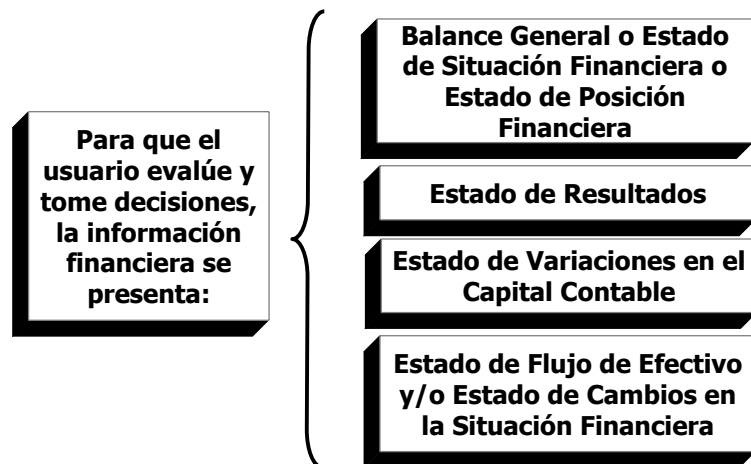 Para que el
usuario evalúe y
tome decisiones,
la información
financiera se
presenta:
Balance General o Estado
de Situación Financiera o
Estado de Posición
Financiera
Estado de Resultados
Estado de Variaciones en el
Capital Contable
Estado de Flujo de Efectivo
y/o Estado de Cambios en
la Situación Financiera